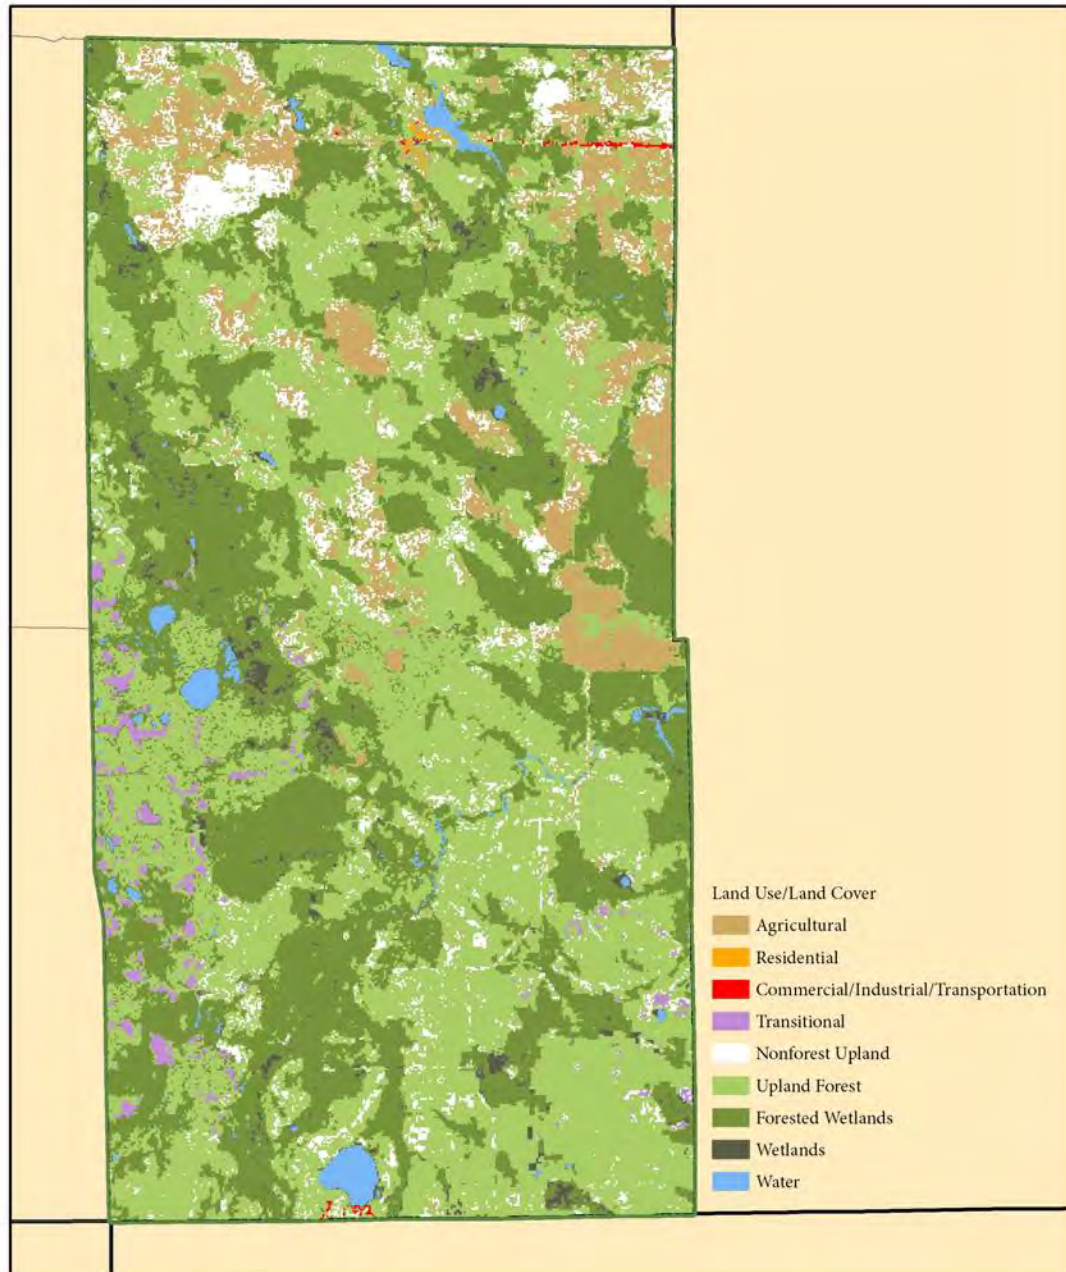 Land Use/Land Cover
Agricultural
Residential
Commercial/Industrial/Transportation
Transitional
Nonforest Upland
Upland Forest
Forested Wetlands
Wetlands
Water